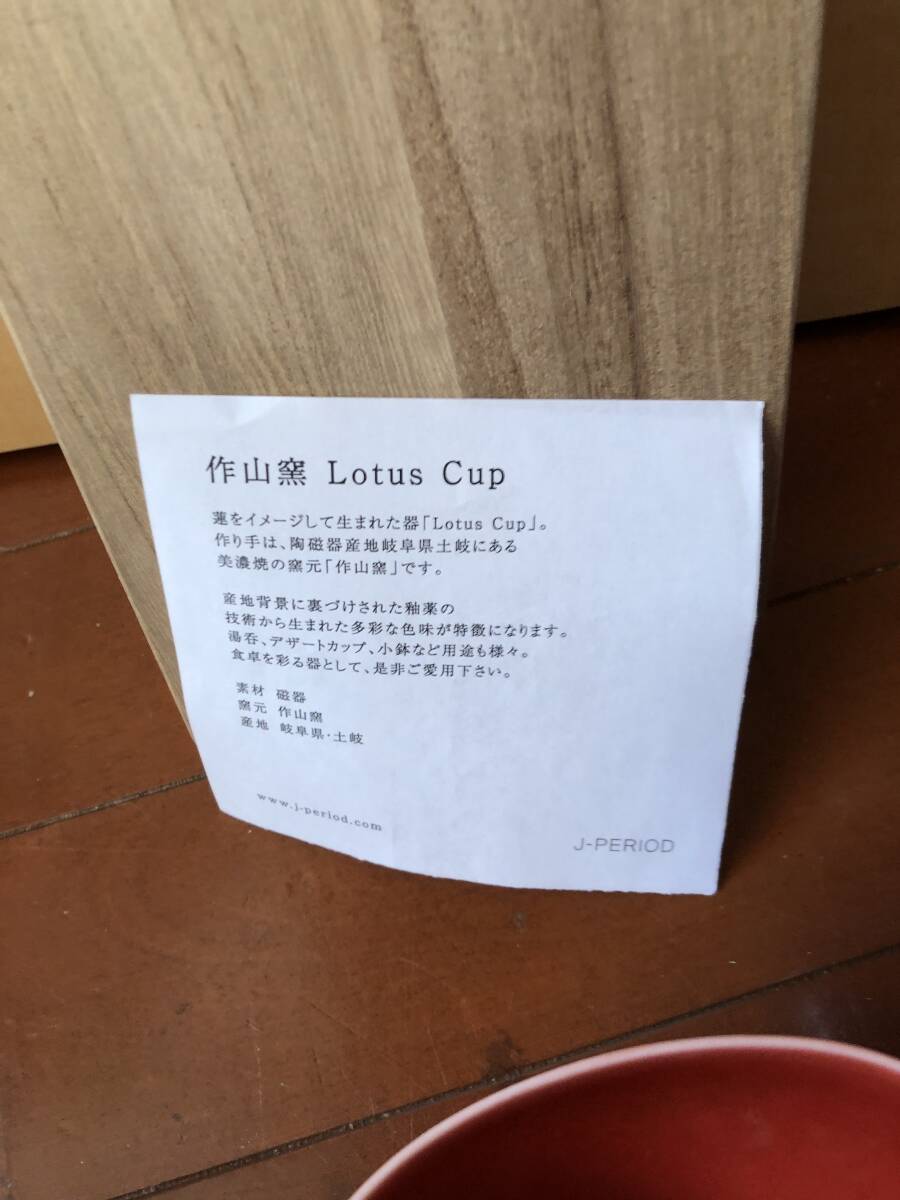 作山窯 Lotus Cup
蓮をイメージして生まれた器「Lotus Cup」。
作り手は、陶磁器産地岐阜県土岐にある
美濃焼の窯元「作山窯」です。
産地背景に裏づけされた釉薬の
技術から生まれた多彩な色味が特徴になります。
湯呑、デザートカップ、小鉢など用途も様々。
食卓を彩る器として、是非ご愛用下さい。
素材 磁器
窯元 作山窯
産地 岐阜県・土岐
www.j-period.com
J-PERIOD